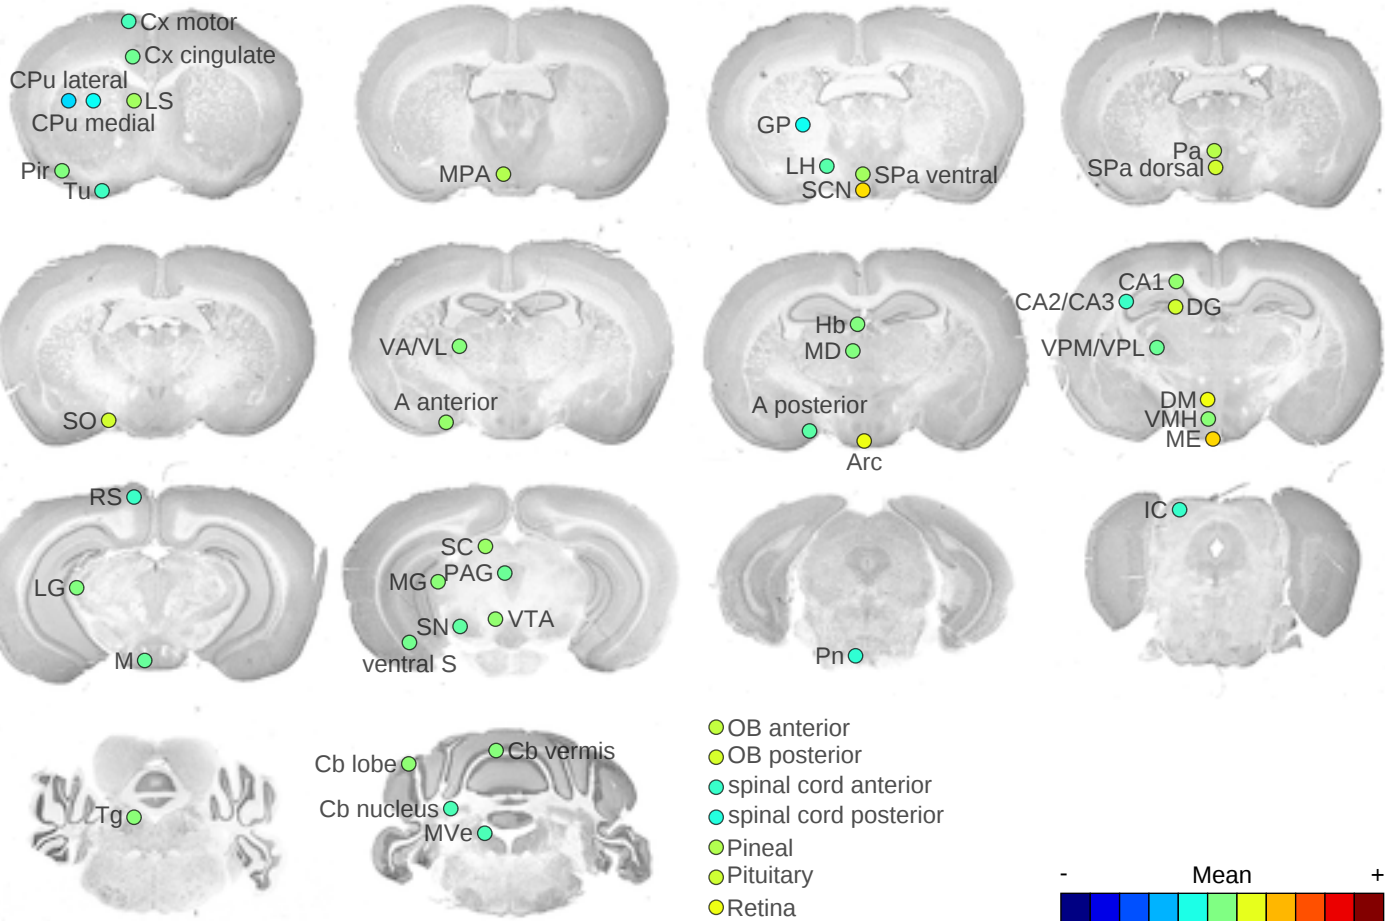 Cx motor
Cx cingulate
CPu lateral
LS
CPu medial
Pir
Tu
MPA
GP
LH
SPa ventral
SCN
Pa
SPa dorsal
SO
VA/VL
A anterior
Hb
MD
A posterior
Arc
CA1
CA2/CA3
DG
VPM/VPL
DM
VMH
ME
RS
LG
M
SC
MG
PAG
SN
VTA
ventral S
Pn
IC
Tg
Cb lobe
Cb vermis
Cb nucleus
MVe
OB anterior
OB posterior
spinal cord anterior
spinal cord posterior
Pineal
Pituitary
Retina
- Mean +